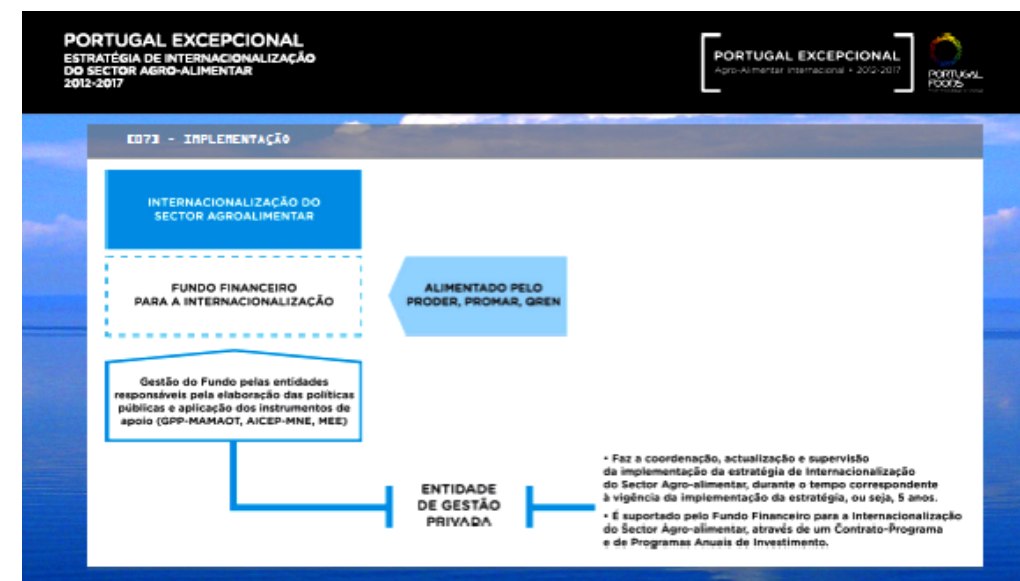 PORTUGAL EXCEPCIONAL
ESTRATÉGIA DE INTERNACIONALIZAÇÃO
DO SECTOR AGRO-ALIMENTAR
2012-2017
PORTUGAL EXCEPCIONAL
Agro-Alimentar Internacional • 2012-2017
PORTUGAL
FOODS
[07] - IMPLEMENTAÇÃO
INTERNACIONALIZAÇÃO DO
SECTOR AGROALIMENTAR
FUNDO FINANCEIRO
PARA A INTERNACIONALIZAÇÃO
ALIMENTADO PELO
PRODER, PROMAR, QREN
Gestão do Fundo pelas entidades
responsáveis pela elaboração das políticas
públicas e aplicação dos instrumentos de
apoio (GPP-MAMAOT, AICEP-MNE, MEE)
ENTIDADE
DE GESTÃO
PRIVADA
• Faz a coordenação, actualização e supervisão
da implementação da estratégia de Internacionalização
do Sector Agro-alimentar, durante o tempo correspondente
à vigência da implementação da estratégia, ou seja, 5 anos.
• É suportado pelo Fundo Financeiro para a Internacionalização
do Sector Agro-alimentar, através de um Contrato-Programa
e de Programas Anuais de Investimento.